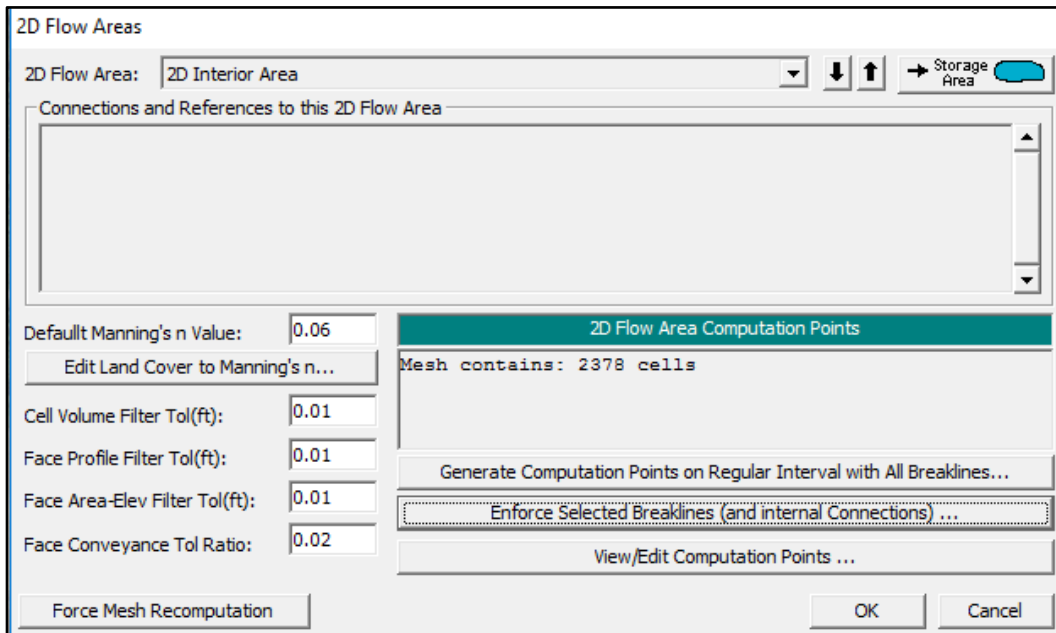 2D Flow Areas
2D Flow Area: 2D Interior Area
Storage
Area
Connections and References to this 2D Flow Area
Defaullt Manning's n Value: 0.06
Edit Land Cover to Manning's n...
Cell Volume Filter Tol(ft): 0.01
Face Profile Filter Tol(ft): 0.01
Face Area-Elev Filter Tol(ft): 0.01
Face Conveyance Tol Ratio: 0.02
2D Flow Area Computation Points
Mesh contains: 2378 cells
Generate Computation Points on Regular Interval with All Breaklines...
Enforce Selected Breaklines (and internal Connections) ...
View/Edit Computation Points ...
Force Mesh Recomputation
OK
Cancel